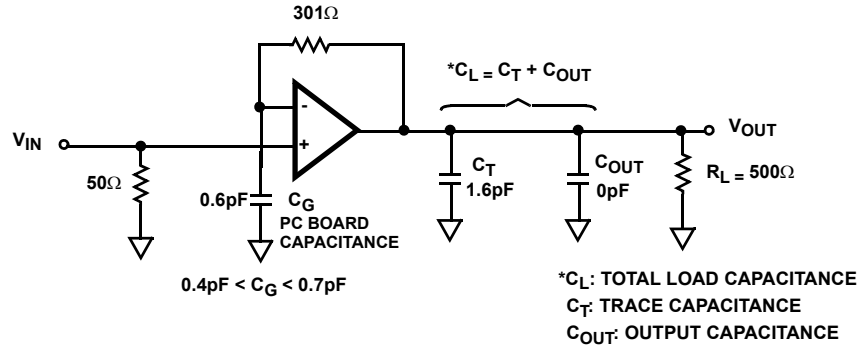 301Ω
*CL = CT + COUT
-
+
VIN
VOUT
50Ω
0.6pF
CG
PC BOARD
CAPACITANCE
CT
1.6pF
COUT
0pF
RL = 500Ω
0.4pF < CG < 0.7pF
*CL: TOTAL LOAD CAPACITANCE
CT: TRACE CAPACITANCE
COUT: OUTPUT CAPACITANCE